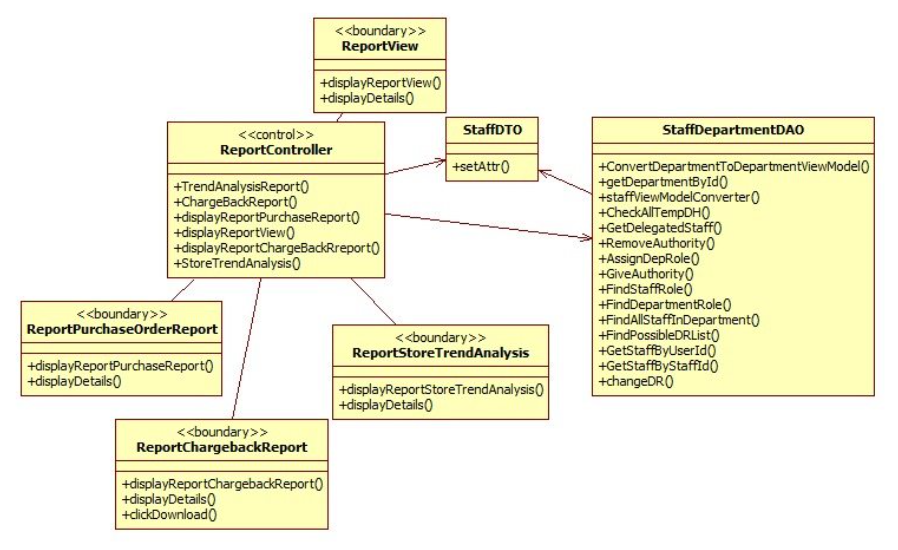 <<boundary>>
ReportView
+displayReportView()
+displayDetails()
<<control>>
ReportController
+TrendAnalysisReport()
+ChargeBackReport()
+displayReportPurchaseReport()
+displayReportView()
+displayReportChargeBackRreport()
+StoreTrendAnalysis()
StaffDTO
+setAttr()
StaffDepartmentDAO
+ConvertDepartmentToDepartmentViewModel()
+getDepartmentById()
+staffViewModelConverter()
+CheckAllTempDH()
+GetDelegatedStaff()
+RemoveAuthority()
+AssignDepRole()
+GiveAuthority()
+FindStaffRole()
+FindDepartmentRole()
+FindAllStaffInDepartment()
+FindPossibleDRList()
+GetStaffByUserId()
+GetStaffByStaffId()
+changeDR()
<<boundary>>
ReportPurchaseOrderReport
+displayReportPurchaseReport()
+displayDetails()
<<boundary>>
ReportStoreTrendAnalysis
+displayReportStoreTrendAnalysis()
+displayDetails()
<<boundary>>
ReportChargebackReport
+displayReportChargebackReport()
+displayDetails()
+clickDownload()